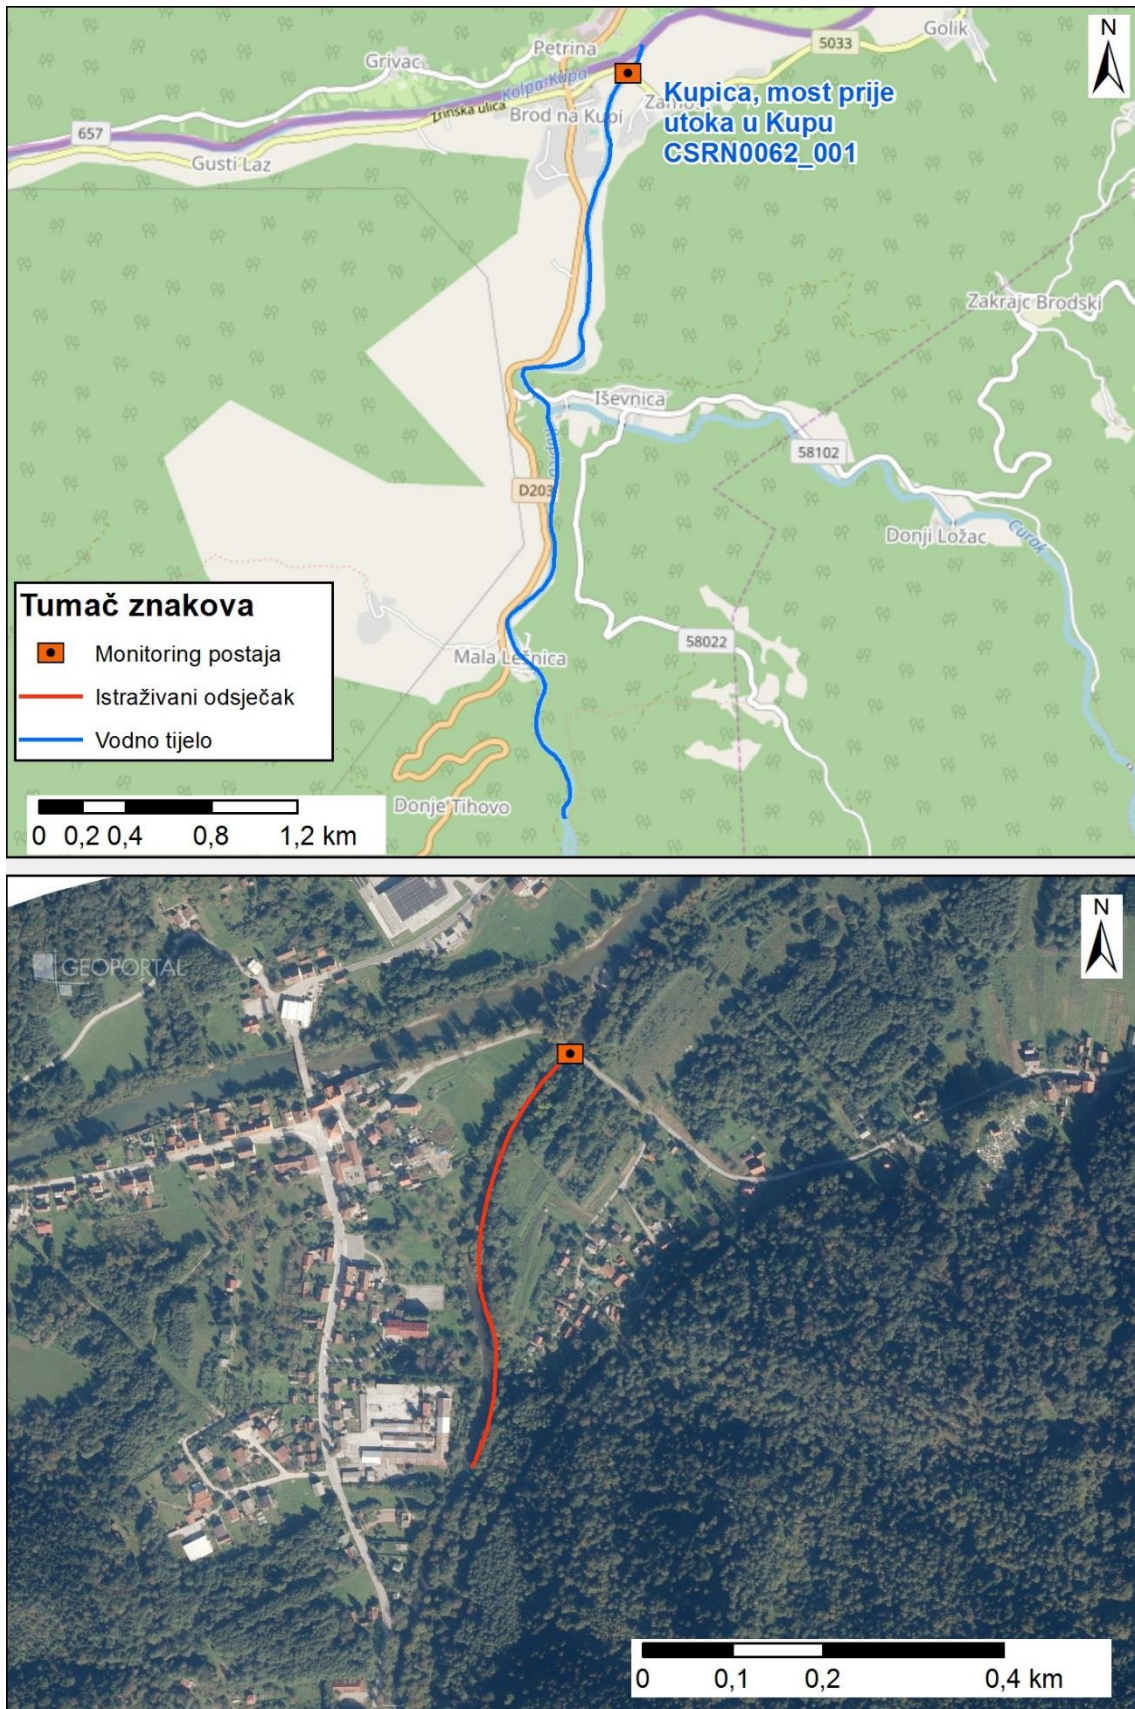 N
Golik
5033
Petrina
Grivac
Kolpa-Kupa
Kupica, most prije
utoka u Kupu
CSRN0062_001
Zrinska ulica
Brod na Kupi
657
Gusti Laz
Zakrajc Brodski
Iševnica
Kupica
58102
D203
Donji Ložac
Curak
58022
Mala Lešnica
Donje Tihovo
Tumač znakova
Monitoring postaja
Istraživani odsječak
Vodno tijelo
0 0,2 0,4 0,8 1,2 km
N
GEOPORTAL
0 0,1 0,2 0,4 km